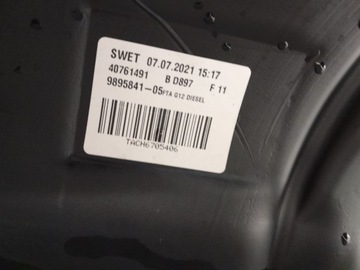 SWET 07.07.2021 15:17
40761491 B D897 F 11
9895841-05 FTA G12 DIESEL
TACH6705406